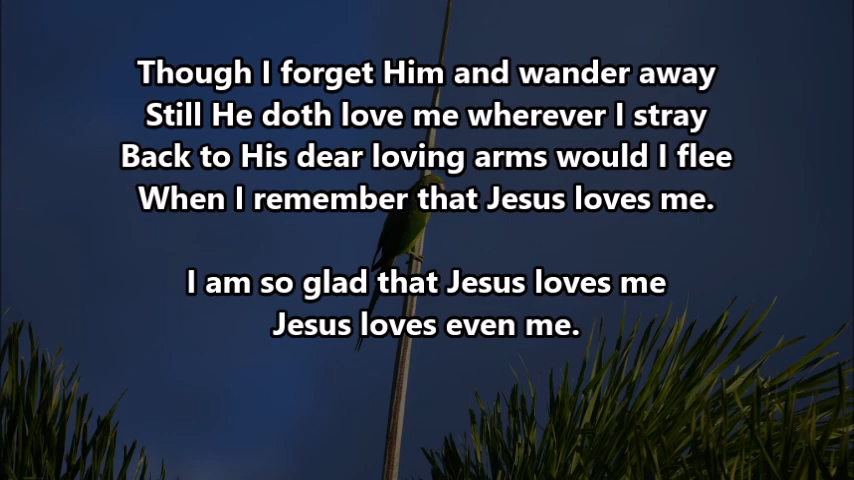 Though I forget Him and wander away
Still He doth love me wherever I stray
Back to His dear loving arms would I flee
When I remember that Jesus loves me.
I am so glad that Jesus loves me
Jesus loves even me.